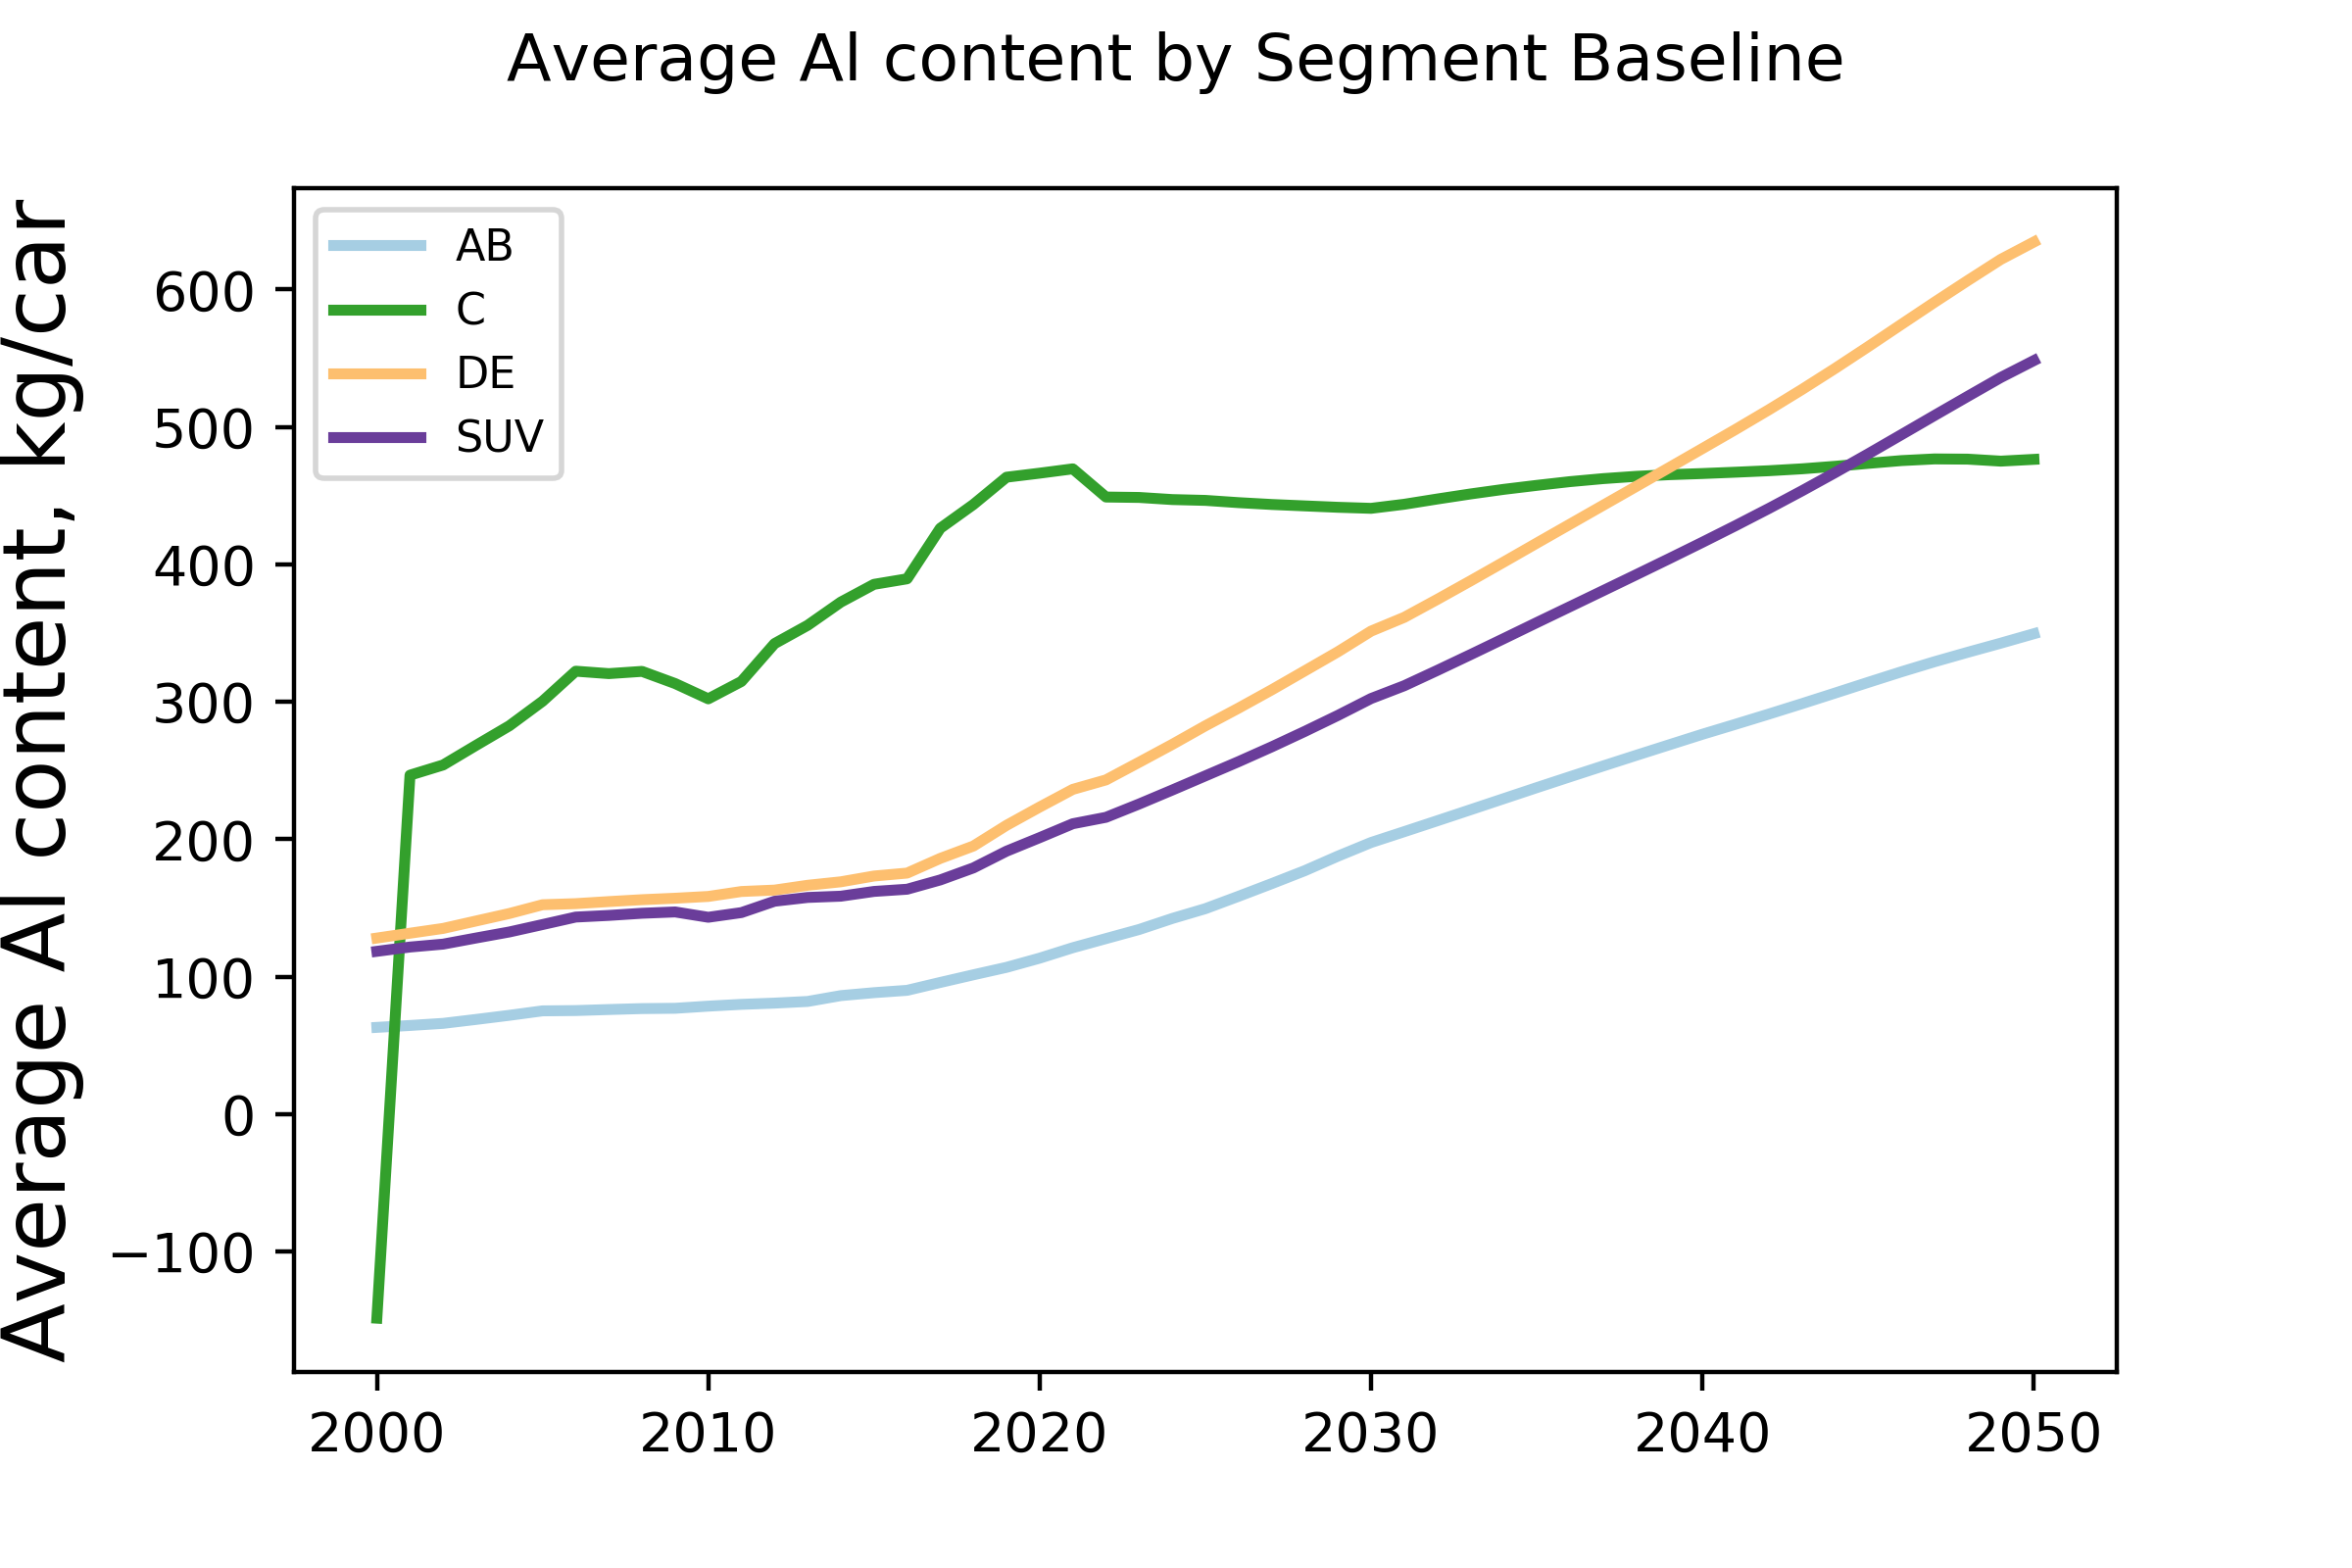 Average Al content by Segment Baseline
Average Al content, kg/car
AB
C
DE
SUV
600
500
400
300
200
100
0
−100
2000 2010 2020 2030 2040 2050